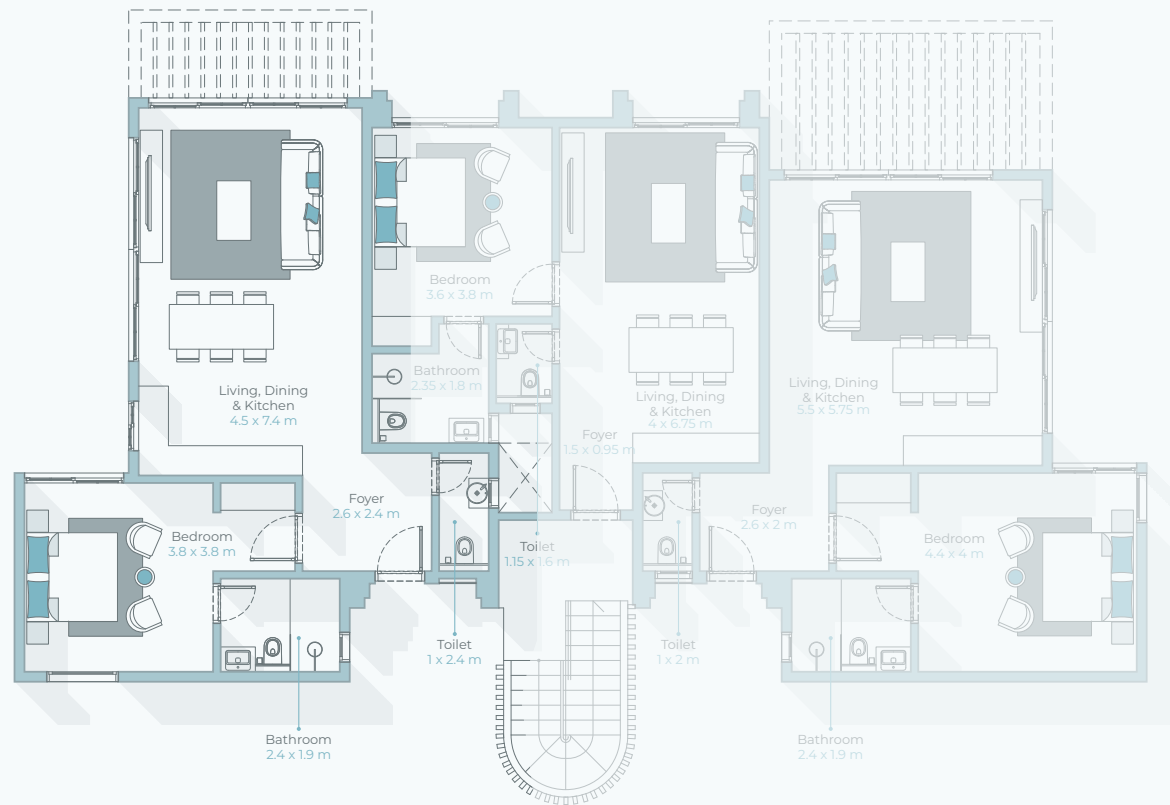 Bedroom
3.6 x 3.8 m
Bathroom
2.35 x 1.8 m
Living, Dining
& Kitchen
4.5 x 7.4 m
Living, Dining
& Kitchen
4 x 6.75 m
Living, Dining
& Kitchen
5.5 x 5.75 m
Foyer
1.5 x 0.95 m
Foyer
2.6 x 2.4 m
Foyer
2.6 x 2 m
Bedroom
3.8 x 3.8 m
Toilet
1.15 x 1.6 m
Bedroom
4.4 x 4 m
Toilet
1 x 2.4 m
Toilet
1 x 2 m
Bathroom
2.4 x 1.9 m
Bathroom
2.4 x 1.9 m